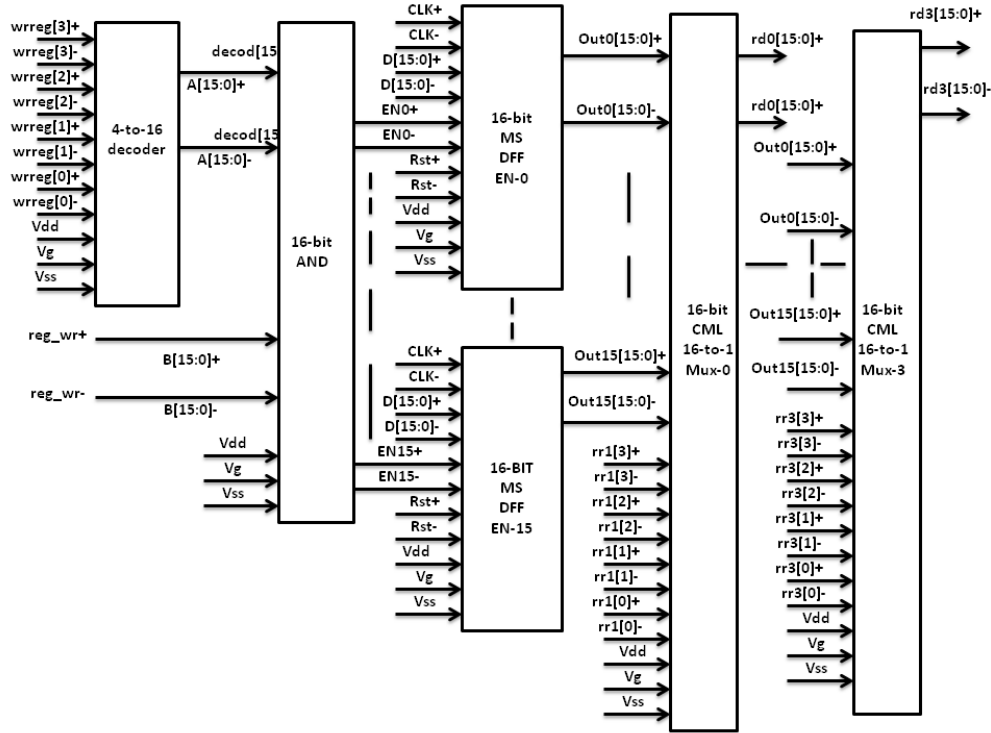 wrreg[3]+
wrreg[3]-
wrreg[2]+
wrreg[2]-
wrreg[1]+
wrreg[1]-
wrreg[0]+
wrreg[0]-
Vdd
Vg
Vss
4-to-16
decoder
decod[15
A[15:0]+
decod[15
A[15:0]-
reg_wr+
B[15:0]+
reg_wr-
B[15:0]-
Vdd
Vg
Vss
16-bit
AND
CLK+
CLK-
D[15:0]+
D[15:0]-
EN0+
EN0-
Rst+
Rst-
Vdd
Vg
Vss
16-bit
MS
DFF
EN-0
CLK+
CLK-
D[15:0]+
D[15:0]-
EN15+
EN15-
Rst+
Rst-
Vdd
Vg
Vss
16-BIT
MS
DFF
EN-15
Out0[15:0]+
Out0[15:0]-
Out15[15:0]+
Out15[15:0]-
rr1[3]+
rr1[3]-
rr1[2]+
rr1[2]-
rr1[1]+
rr1[1]-
rr1[0]+
rr1[0]-
Vdd
Vg
Vss
16-bit
CML
16-to-1
Mux-0
rd0[15:0]+
rd0[15:0]+
Out0[15:0]+
Out0[15:0]-
Out15[15:0]+
Out15[15:0]-
rr3[3]+
rr3[3]-
rr3[2]+
rr3[2]-
rr3[1]+
rr3[1]-
rr3[0]+
rr3[0]-
Vdd
Vg
Vss
16-bit
CML
16-to-1
Mux-3
rd3[15:0]+
rd3[15:0]-